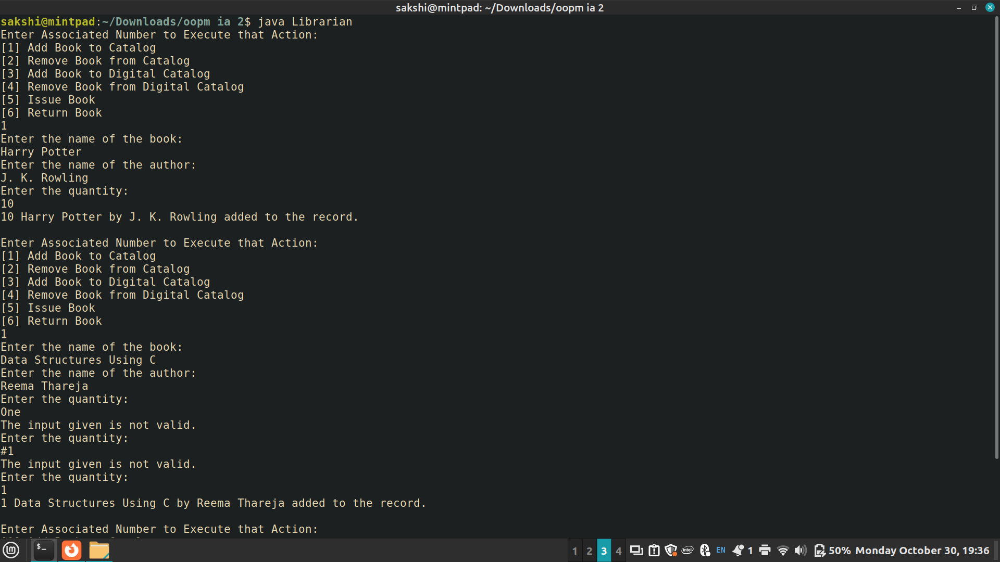 sakshi@mintpad: ~/Downloads/oopm ia 2
sakshi@mintpad:~/Downloads/oopm ia 2$ java Librarian
Enter Associated Number to Execute that Action:
[1] Add Book to Catalog
[2] Remove Book from Catalog
[3] Add Book to Digital Catalog
[4] Remove Book from Digital Catalog
[5] Issue Book
[6] Return Book
1
Enter the name of the book:
Harry Potter
Enter the name of the author:
J. K. Rowling
Enter the quantity:
10
10 Harry Potter by J. K. Rowling added to the record.
Enter Associated Number to Execute that Action:
[1] Add Book to Catalog
[2] Remove Book from Catalog
[3] Add Book to Digital Catalog
[4] Remove Book from Digital Catalog
[5] Issue Book
[6] Return Book
1
Enter the name of the book:
Data Structures Using C
Enter the name of the author:
Reema Thareja
Enter the quantity:
One
The input given is not valid.
Enter the quantity:
#1
The input given is not valid.
Enter the quantity:
1
1 Data Structures Using C by Reema Thareja added to the record.
Enter Associated Number to Execute that Action:
1 2 3 4 intel EN 1 50% Monday October 30, 19:36